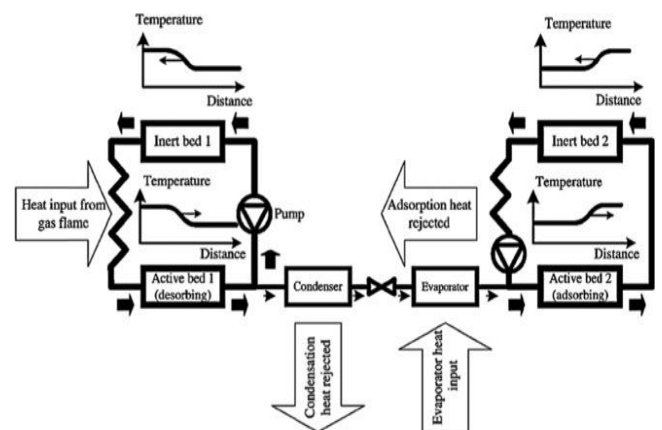 Temperature
Distance
Inert bed 1
Heat input from
gas flame
Temperature
Distance
Pump
Active bed 1
(desorbing)
Condenser
Condensation
heat rejected
Temperature
Distance
Inert bed 2
Adsorption heat
rejected
Temperature
Distance
Evaporator
Active bed 2
(adsorbing)
Evaporator heat
input